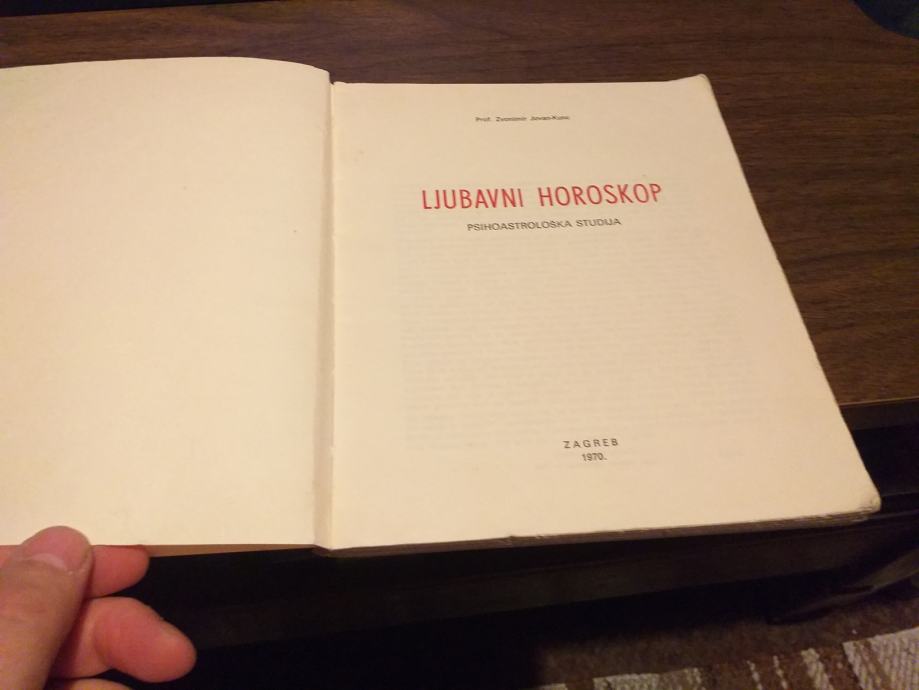 Prof. Zvonimir Jovan-Kunc
LJUBAVNI HOROSKOP
PSIHOASTROLOŠKA STUDIJA
ZAGREB
1970.